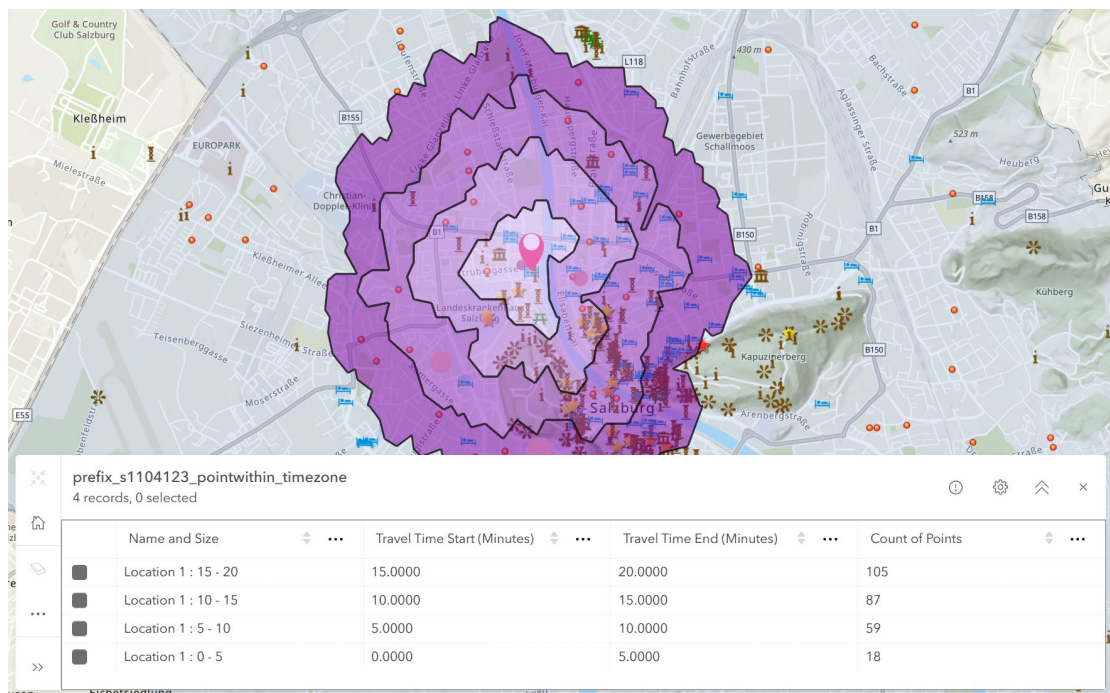 Golf & Country
Club Salzburg
L118
430 m
Laufenstraße
Bahnhofstraße
Bachstraße
B1
Aglassinger Straße
Kleßheim
B155
Gewerbegebiet
Schallmoos
523 m
Mielestraße
EUROPARK
Heuberg
Christian-
Doppler-Klinik
B158
B158
B1
B1
B150
Robinigstraße
Kleßheimer Allee
Kühberg
Landeskrankenhaus
Salzburg
Siezenheimer Straße
Teisenberggasse
Kapuzinerberg
B150
Moserstraße
Salzburg
Arenbergstraße
E55
prefix_s1104123_pointwithin_timezone
4 records, 0 selected
Name and Size Travel Time Start (Minutes) Travel Time End (Minutes) Count of Points
Location 1 : 15 - 20 15.0000 20.0000 105
Location 1 : 10 - 15 10.0000 15.0000 87
Location 1 : 5 - 10 5.0000 10.0000 59
Location 1 : 0 - 5 0.0000 5.0000 18